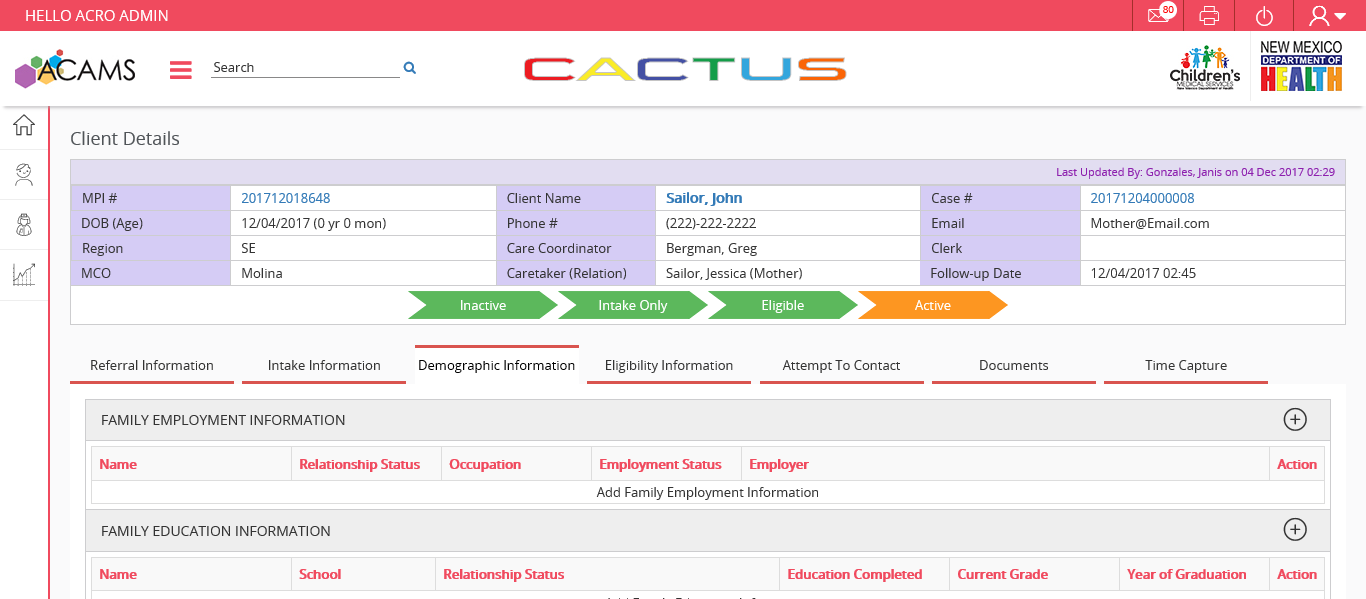 HELLO ACRO ADMIN
80
ACAMS
Search
CACTUS
Children's
MEDICAL SERVICES
New Mexico Department of Health
NEW MEXICO
DEPARTMENT OF
HEALTH
Client Details
Last Updated By: Gonzales, Janis on 04 Dec 2017 02:29
MPI # 201712018648 Client Name Sailor, John Case # 20171204000008
DOB (Age) 12/04/2017 (0 yr 0 mon) Phone # (222)-222-2222 Email Mother@Email.com
Region SE Care Coordinator Bergman, Greg Clerk
MCO Molina Caretaker (Relation) Sailor, Jessica (Mother) Follow-up Date 12/04/2017 02:45
Inactive Intake Only Eligible Active
Referral Information Intake Information Demographic Information Eligibility Information Attempt To Contact Documents Time Capture
FAMILY EMPLOYMENT INFORMATION
Name Relationship Status Occupation Employment Status Employer Action
Add Family Employment Information
FAMILY EDUCATION INFORMATION
Name School Relationship Status Education Completed Current Grade Year of Graduation Action